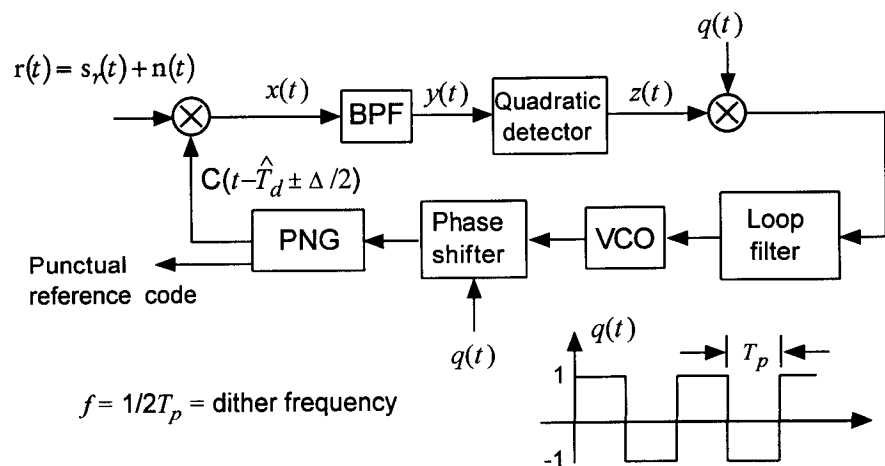 q(t)
r(t) = sᵣ(t) + n(t)
x(t)
BPF
y(t)
Quadratic
detector
z(t)
C(t–T̂_d ± Δ/2)
PNG
Phase
shifter
VCO
Loop
filter
Punctual
reference code
q(t)
q(t)
T_p
1
-1
f = 1/2T_p = dither frequency